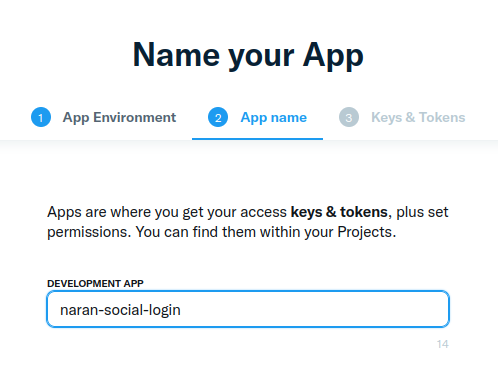 Name your App
1 App Environment 2 App name 3 Keys & Tokens
Apps are where you get your access keys & tokens, plus set
permissions. You can find them within your Projects.
DEVELOPMENT APP
naran-social-login
14